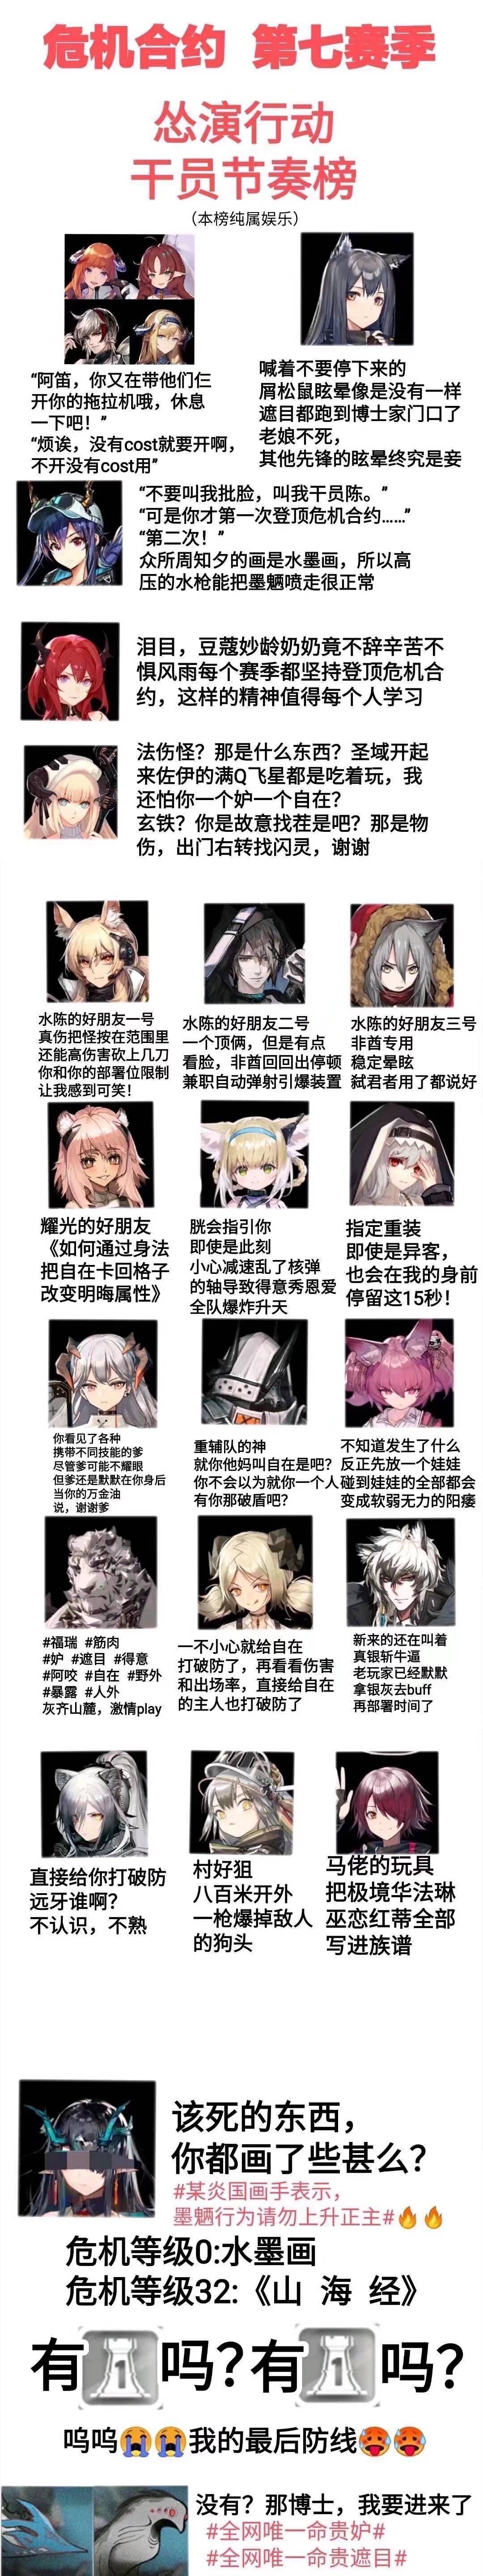 危机合约 第七赛季
怂演行动
干员节奏榜
（本榜纯属娱乐）
“阿笛，你又在带他们仨
开你的拖拉机哦，休息
一下吧！”
“烦诶，没有cost就要开啊，
不开没有cost用”
喊着不要停下来的
屑松鼠眩晕像是没有一样
遮目都跑到博士家门口了
老娘不死，
其他先锋的眩晕终究是妾
“不要叫我批脸，叫我干员陈。”
“可是你才第一次登顶危机合约……”
“第二次！”
众所周知夕的画是水墨画，所以高
压的水枪能把墨魉喷走很正常
泪目，豆蔻妙龄奶奶竟不辞辛苦不
惧风雨每个赛季都坚持登顶危机合
约，这样的精神值得每个人学习
法伤怪？那是什么东西？圣域开起
来佐伊的满Q飞星都是吃着玩，我
还怕你一个妒一个自在？
玄铁？你是故意找茬是吧？那是物
伤，出门右转找闪灵，谢谢
水陈的好朋友一号
真伤把怪按在范围里
还能高伤害砍上几刀
你和你的部署位限制
让我感到可笑！
水陈的好朋友二号
一个顶俩，但是有点
看脸，非酋回回出停顿
兼职自动弹射引爆装置
水陈的好朋友三号
非酋专用
稳定晕眩
弑君者用了都说好
耀光的好朋友
《如何通过身法
把自在卡回格子
改变明晦属性》
胱会指引你
即使是此刻
小心减速乱了核弹
的轴导致得意秀恩爱
全队爆炸升天
指定重装
即使是异客，
也会在我的身前
停留这15秒！
你看见了各种
携带不同技能的爹
尽管爹可能不耀眼
但爹还是默默在你身后
当你的万金油
说，谢谢爹
重辅队的神
就你他妈叫自在是吧？
你不会以为就你一个人
有你那破盾吧？
不知道发生了什么
反正先放一个娃娃
碰到娃娃的全部都会
变成软弱无力的阳痿
#福瑞 #筋肉
#妒 #遮目 #得意
#阿咬 #自在 #野外
#暴露 #人外
灰齐山麓，激情play
一不小心就给自在
打破防了，再看看伤害
和出场率，直接给自在
的主人也打破防了
新来的还在叫着
真银斩牛逼
老玩家已经默默
拿银灰去buff
再部署时间了
直接给你打破防
远牙谁啊？
不认识，不熟
村好狙
八百米开外
一枪爆掉敌人
的狗头
马佬的玩具
把极境华法琳
巫恋红蒂全部
写进族谱
该死的东西，
你都画了些甚么？
#某炎国画手表示，
墨魉行为请勿上升正主#🔥🔥
危机等级0:水墨画
危机等级32:《山 海 经》
有1吗？有1吗？
呜呜😭😭我的最后防线🥵🥵
没有？那博士，我要进来了
#全网唯一命贵妒#
#全网唯一命贵遮目#